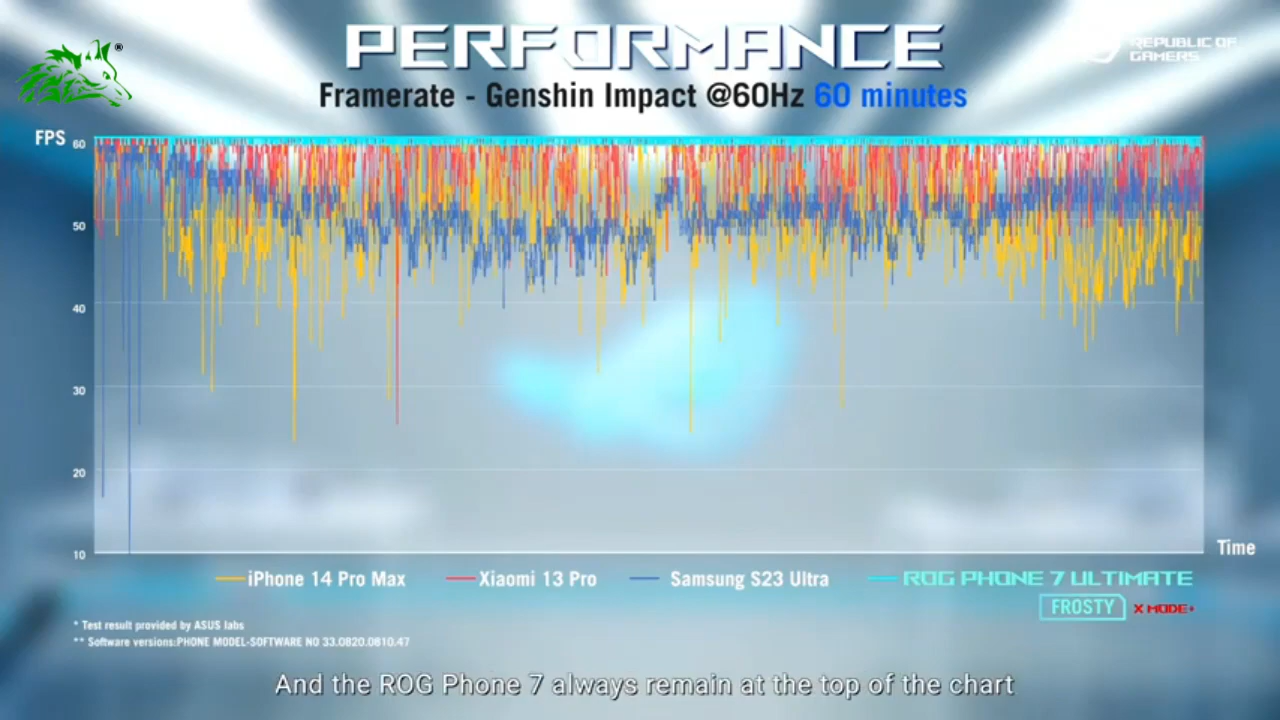 PERFORMANCE
REPUBLIC OF
GAMERS
®
Framerate - Genshin Impact @60Hz 60 minutes
FPS
60
50
40
30
20
10
Time
iPhone 14 Pro Max
Xiaomi 13 Pro
Samsung S23 Ultra
ROG PHONE 7 ULTIMATE
FROSTY
X MODE+
* Test result provided by ASUS labs
** Software versions:PHONE MODEL-SOFTWARE NO 33.0820.0810.47
And the ROG Phone 7 always remain at the top of the chart